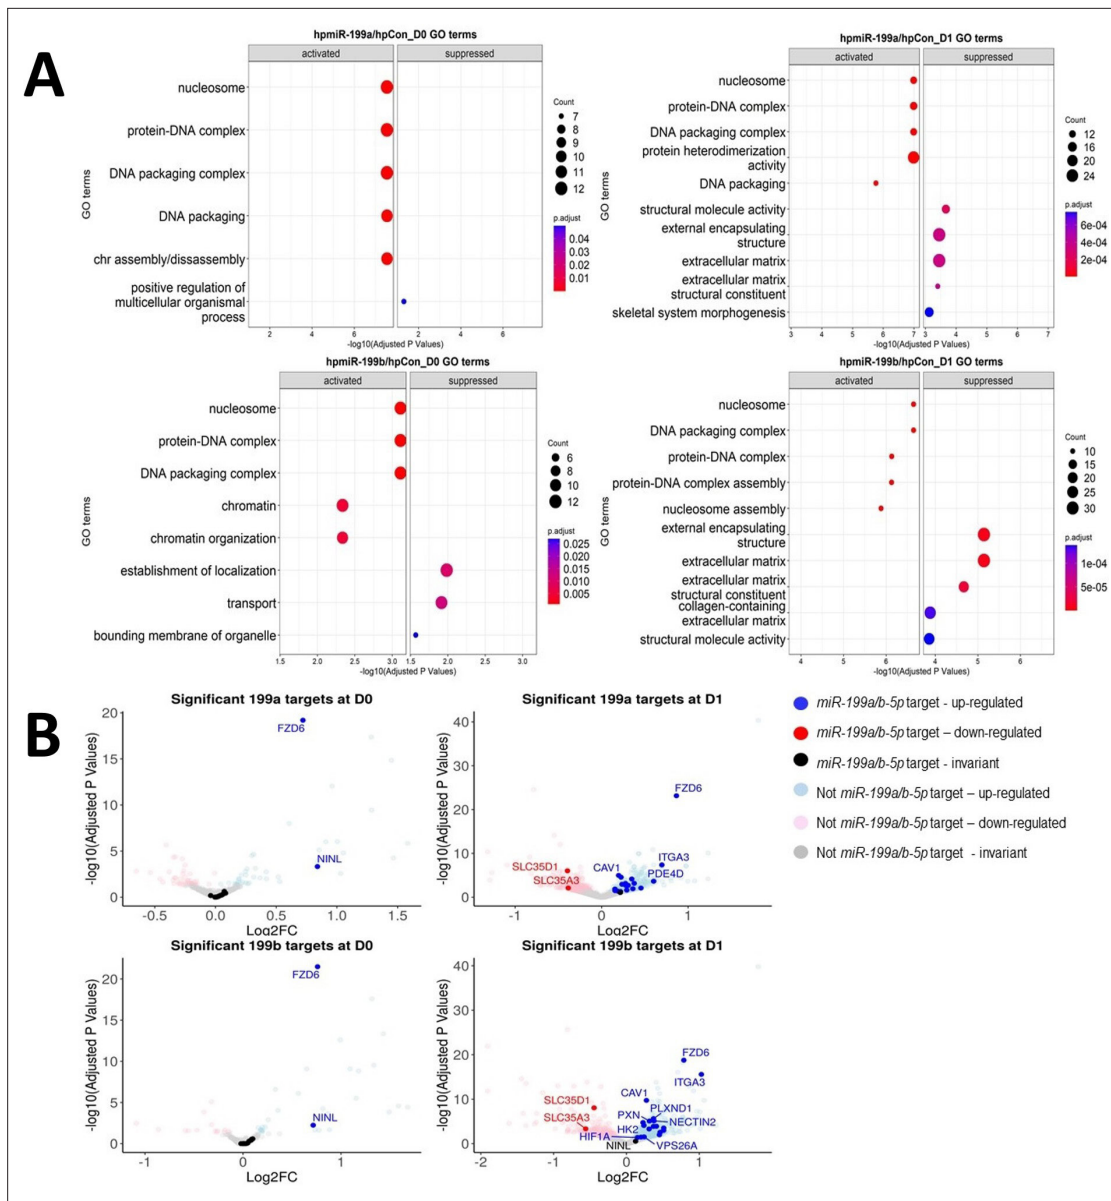 A
hpmiR-199a/hpCon_D0 GO terms
activated
suppressed
GO terms
nucleosome
protein-DNA complex
DNA packaging complex
DNA packaging
chr assembly/dissassembly
positive regulation of
multicellular organismal
process
2 4 6 2 4 6
-log10(Adjusted P Values)
Count
7
8
9
10
11
12
p.adjust
0.04
0.03
0.02
0.01
hpmiR-199a/hpCon_D1 GO terms
activated
suppressed
GO terms
nucleosome
protein-DNA complex
DNA packaging complex
protein heterodimerization
activity
DNA packaging
structural molecule activity
external encapsulating
structure
extracellular matrix
extracellular matrix
structural constituent
skeletal system morphogenesis
3 4 5 6 7 3 4 5 6 7
-log10(Adjusted P Values)
Count
12
16
20
24
p.adjust
6e-04
4e-04
2e-04
hpmiR-199b/hpCon_D0 GO terms
activated
suppressed
GO terms
nucleosome
protein-DNA complex
DNA packaging complex
chromatin
chromatin organization
establishment of localization
transport
bounding membrane of organelle
1.5 2.0 2.5 3.0 1.5 2.0 2.5 3.0
-log10(Adjusted P Values)
Count
6
8
10
12
p.adjust
0.025
0.020
0.015
0.010
0.005
hpmiR-199b/hpCon_D1 GO terms
activated
suppressed
GO terms
nucleosome
DNA packaging complex
protein-DNA complex
protein-DNA complex assembly
nucleosome assembly
external encapsulating
structure
extracellular matrix
extracellular matrix
structural constituent
collagen-containing
extracellular matrix
structural molecule activity
4 5 6 4 5 6
-log10(Adjusted P Values)
Count
10
15
20
25
30
p.adjust
1e-04
5e-05
B
Significant 199a targets at D0
-log10(Adjusted P Values)
20
15
10
5
0
FZD6
NINL
-0.5 0.0 0.5 1.0 1.5
Log2FC
Significant 199a targets at D1
-log10(Adjusted P Values)
40
30
20
10
0
FZD6
ITGA3
CAV1
PDE4D
SLC35D1
SLC35A3
-1 0 1
Log2FC
Significant 199b targets at D0
-log10(Adjusted P Values)
20
15
10
5
0
FZD6
NINL
-1 0 1
Log2FC
Significant 199b targets at D1
-log10(Adjusted P Values)
40
30
20
10
0
FZD6
ITGA3
CAV1
SLC35D1
PLXND1
PXN
SLC35A3
NECTIN2
HK2
HIF1A
NINL
VPS26A
-2 -1 0 1
Log2FC
miR-199a/b-5p target - up-regulated
miR-199a/b-5p target – down-regulated
miR-199a/b-5p target - invariant
Not miR-199a/b-5p target – up-regulated
Not miR-199a/b-5p target – down-regulated
Not miR-199a/b-5p target - invariant